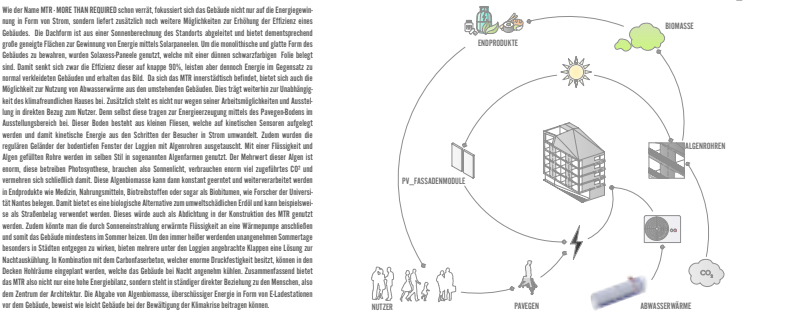 Wie der Name MTR - MORE THAN REQUIRED schon verrät, fokussiert sich das Gebäude nicht nur auf die Energiegewin-
nung in Form von Strom, sondern liefert zusätzlich noch weitere Möglichkeiten zur Erhöhung der Effizienz eines
Gebäudes. Die Dachform ist aus einer Sonnenberechnung des Standorts abgeleitet und bietet dementsprechend
große geneigte Flächen zur Gewinnung von Energie mittels Solarpaneelen. Um die monolithische und glatte Form des
Gebäudes zu bewahren, wurden Solaxess-Paneele genutzt, welche mit einer dünnen schwarzfarbigen Folie belegt
sind. Damit senkt sich zwar die Effizienz dieser auf knappe 90%, leisten aber dennoch Energie im Gegensatz zu
normal verkleideten Gebäuden und erhalten das Bild. Da sich das MTR innerstädtisch befindet, bietet sich auch die
Möglichkeit zur Nutzung von Abwasserwärme aus den umstehenden Gebäuden. Dies trägt weiterhin zur Unabhängig-
keit des klimafreundlichen Hauses bei. Zusätzlich steht es nicht nur wegen seiner Arbeitsmöglichkeiten und Ausstel-
lung in direkten Bezug zum Nutzer. Denn selbst diese tragen zur Energieerzeugung mittels des Pavegen-Bodens im
Ausstellungsbereich bei. Dieser Boden besteht aus kleinen Fliesen, welche auf kinetischen Sensoren aufgelegt
werden und damit kinetische Energie aus den Schritten der Besucher in Strom umwandelt. Zudem wurden die
regulären Geländer der bodentiefen Fenster der Loggien mit Algenrohren ausgetauscht. Mit einer Flüssigkeit und
Algen gefüllten Rohre werden im selben Stil in sogenannten Aigenfarmen genutzt. Der Mehrwert dieser Algen ist
enorm, diese betreiben Photosynthese, brauchen also Sonnenlicht, verbrauchen enorm viel zugeführtes CO² und
vermehren sich schließlich damit. Diese Algenbiomasse kann dann konstant geerntet und weiterverarbeitet werden
in Endprodukte wie Medizin, Nahrungsmitteln, Biotreibstoffen oder sogar als Biobitumen, wie Forscher der Universi-
tät Nantes belegen. Damit bietet es eine biologische Alternative zum umweltschädlichen Erdöl und kann beispielswei-
se als Straßenbelag verwendet werden. Dieses würde auch als Abdichtung in der Konstruktion des MTR genutzt
werden. Zudem könnte man die durch Sonneneinstrahlung erwärmte Flüssigkeit an eine Wärmepumpe anschließen
und somit das Gebäude mindestens im Sommer heizen. Um den immer heißer werdenden unangenehmen Sommertage
besonders in Städten entgegen zu wirken, bieten mehrere unter den Loggien angebrachte Klappen eine Lösung zur
Nachtauskühlung. In Kombination mit dem Carbonfaserbeton, welcher enorme Druckfestigkeit besitzt, können in den
Decken Hohlräume eingeplant werden, welche das Gebäude bei Nacht angenehm kühlen. Zusammenfassend bietet
das MTR also nicht nur eine hohe Energiebilanz, sondern steht in ständiger direkter Beziehung zu den Menschen, also
dem Zentrum der Architektur. Die Abgabe von Algenbiomasse, überschüssiger Energie in Form von E-Ladestationen
vor dem Gebäude, beweist wie leicht Gebäude bei der Bewältigung der Klimakrise beitragen können.
ENDPRODUKTE
BIOMASSE
ALGENROHREN
PV_FASSADENMODULE
CO₂
NUTZER
PAVEGEN
ABWASSERWÄRME